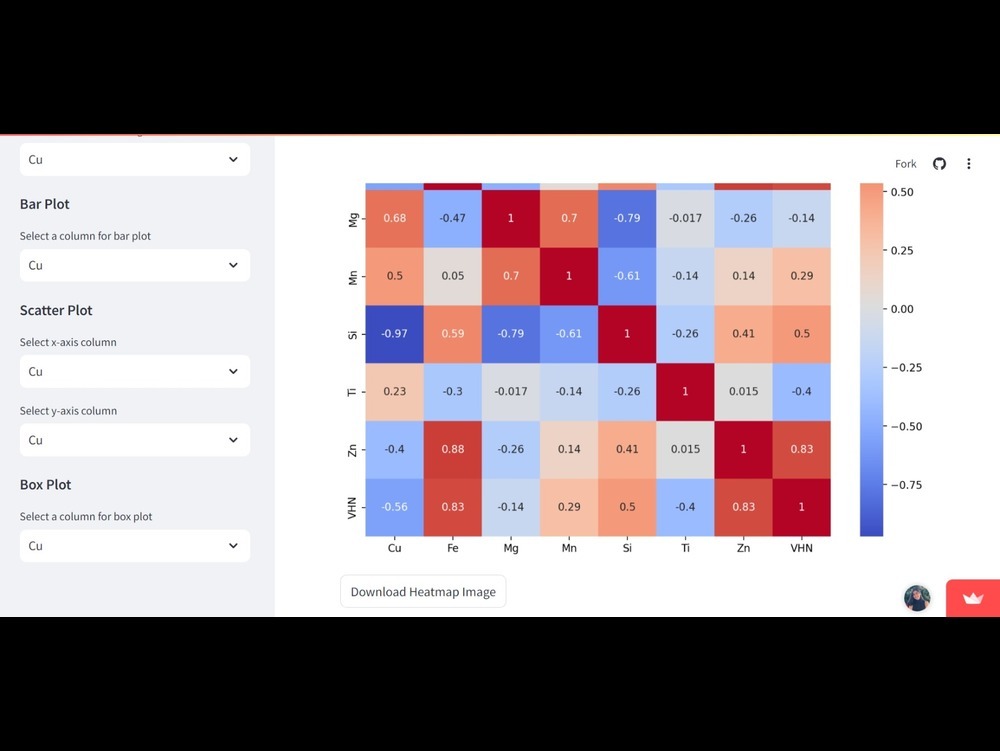 Cu
Bar Plot
Select a column for bar plot
Cu
Scatter Plot
Select x-axis column
Cu
Select y-axis column
Cu
Box Plot
Select a column for box plot
Cu
Fork
Mg 0.68 -0.47 1 0.7 -0.79 -0.017 -0.26 -0.14
Mn 0.5 0.05 0.7 1 -0.61 -0.14 0.14 0.29
Si -0.97 0.59 -0.79 -0.61 1 -0.26 0.41 0.5
Ti 0.23 -0.3 -0.017 -0.14 -0.26 1 0.015 -0.4
Zn -0.4 0.88 -0.26 0.14 0.41 0.015 1 0.83
VHN -0.56 0.83 -0.14 0.29 0.5 -0.4 0.83 1
Cu Fe Mg Mn Si Ti Zn VHN
0.50
0.25
0.00
−0.25
−0.50
−0.75
Download Heatmap Image